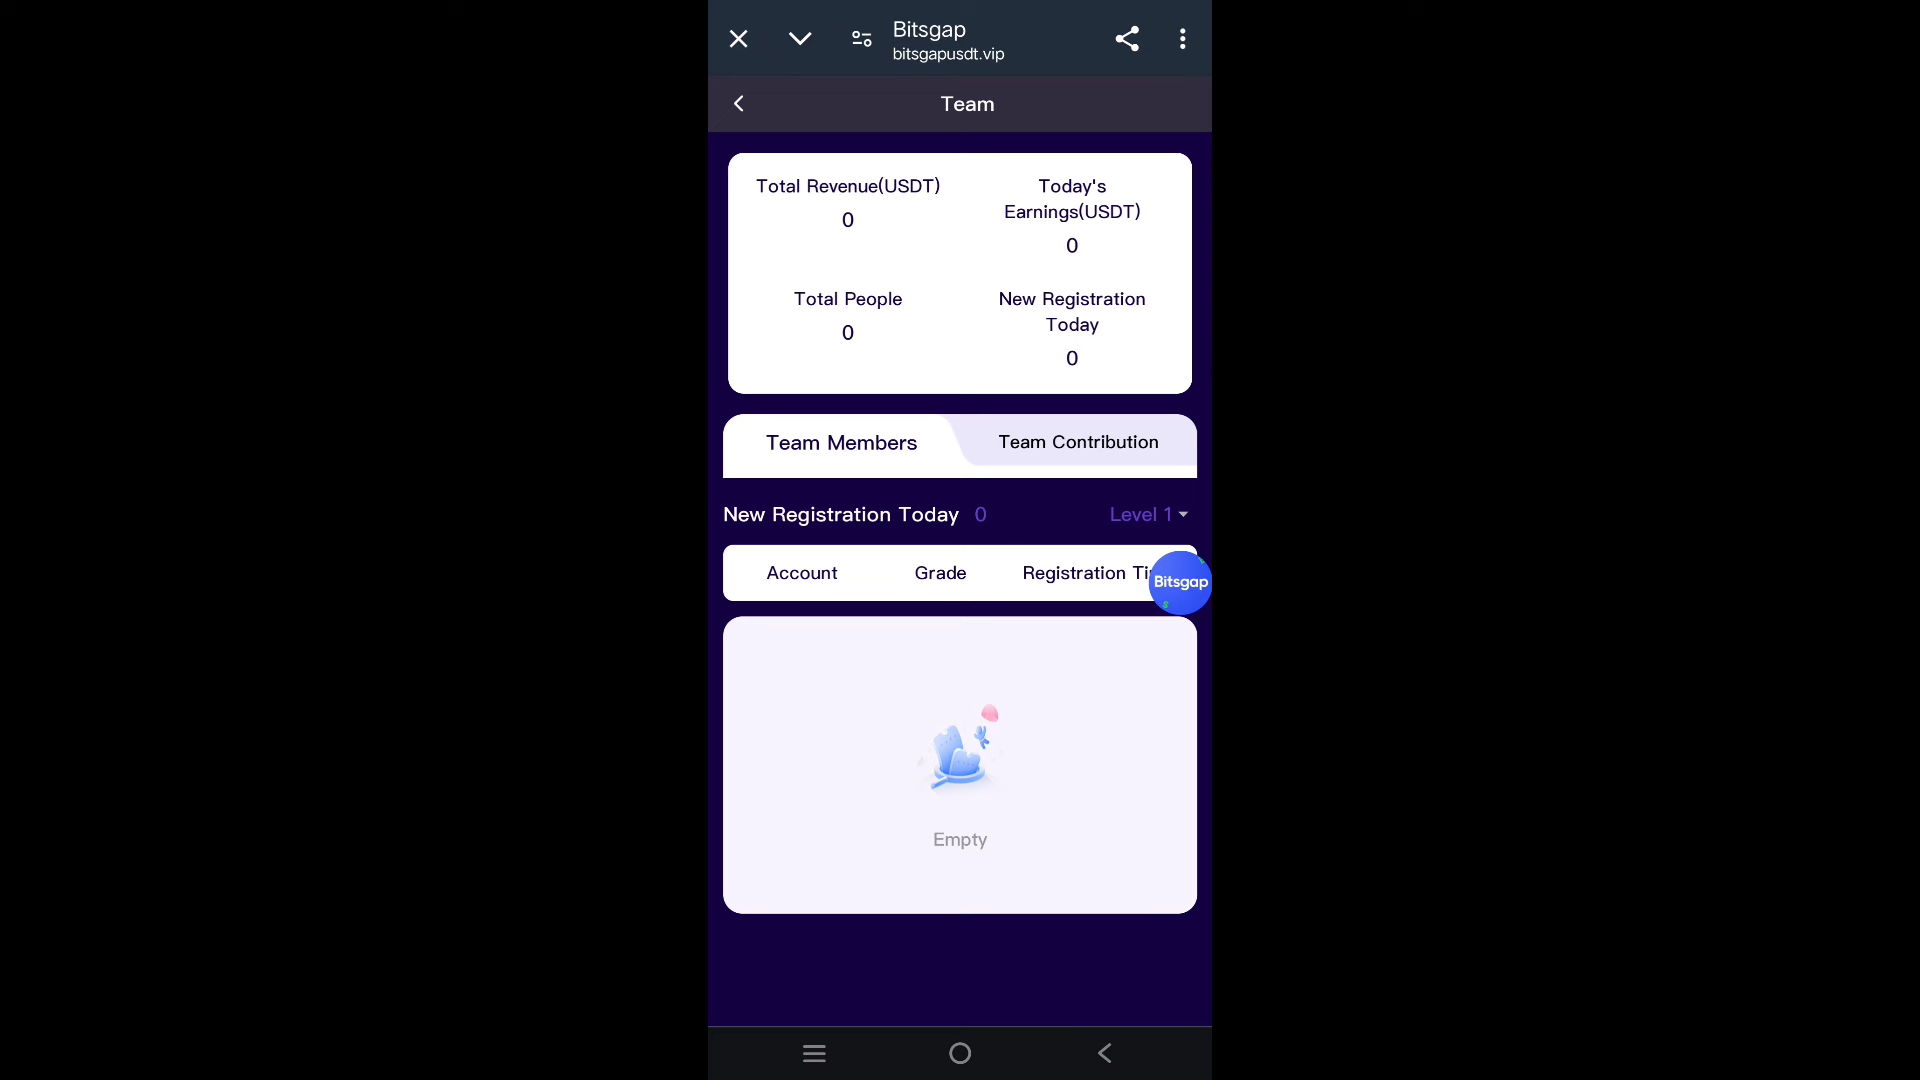 Bitsgap
bitsgapusdt.vip
Team
Total Revenue(USDT)
0
Today's
Earnings(USDT)
0
Total People
0
New Registration
Today
0
Team Members
Team Contribution
New Registration Today 0
Level 1
Account Grade Registration
Bitsgap
Empty